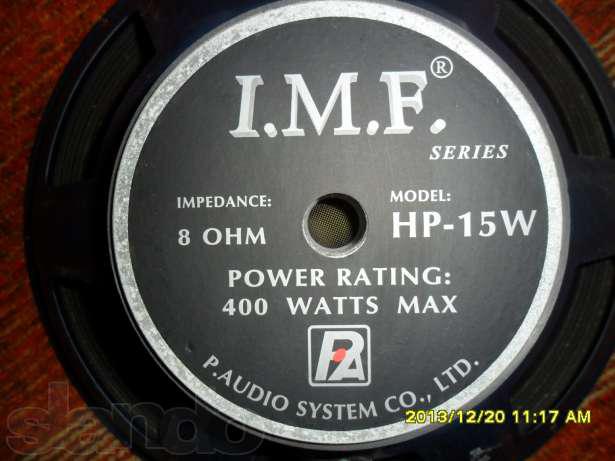 I.M.F.®
SERIES
IMPEDANCE:
8 OHM
MODEL:
HP-15W
POWER RATING:
400 WATTS MAX
PA
P.AUDIO SYSTEM CO., LTD.
2013/12/20 11:17 AM
slando